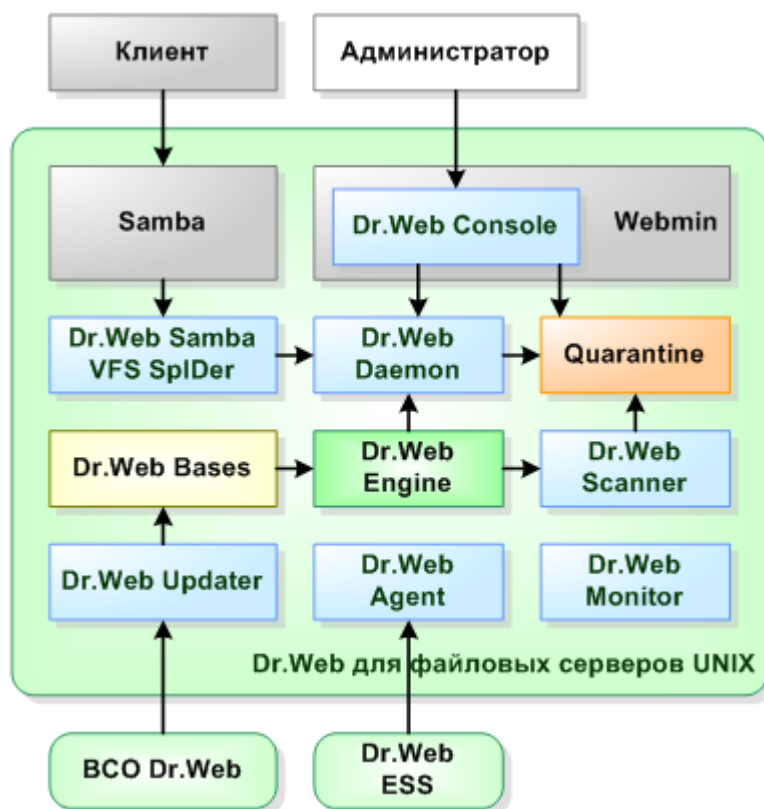 Клиент
Администратор
Samba
Dr.Web Console
Webmin
Dr.Web Samba
VFS SpIDer
Dr.Web
Daemon
Quarantine
Dr.Web Bases
Dr.Web
Engine
Dr.Web
Scanner
Dr.Web Updater
Dr.Web
Agent
Dr.Web
Monitor
Dr.Web для файловых серверов UNIX
ВСО Dr.Web
Dr.Web
ESS